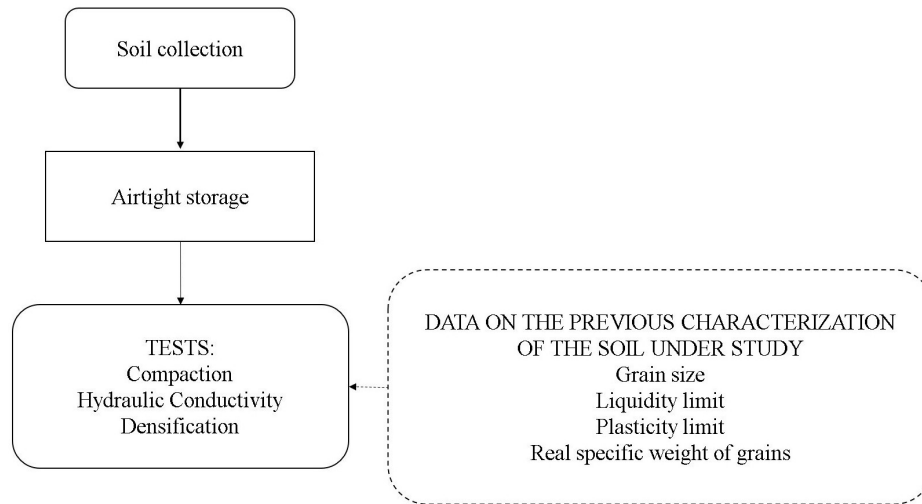 Soil collection
Airtight storage
TESTS:
Compaction
Hydraulic Conductivity
Densification
DATA ON THE PREVIOUS CHARACTERIZATION
OF THE SOIL UNDER STUDY
Grain size
Liquidity limit
Plasticity limit
Real specific weight of grains